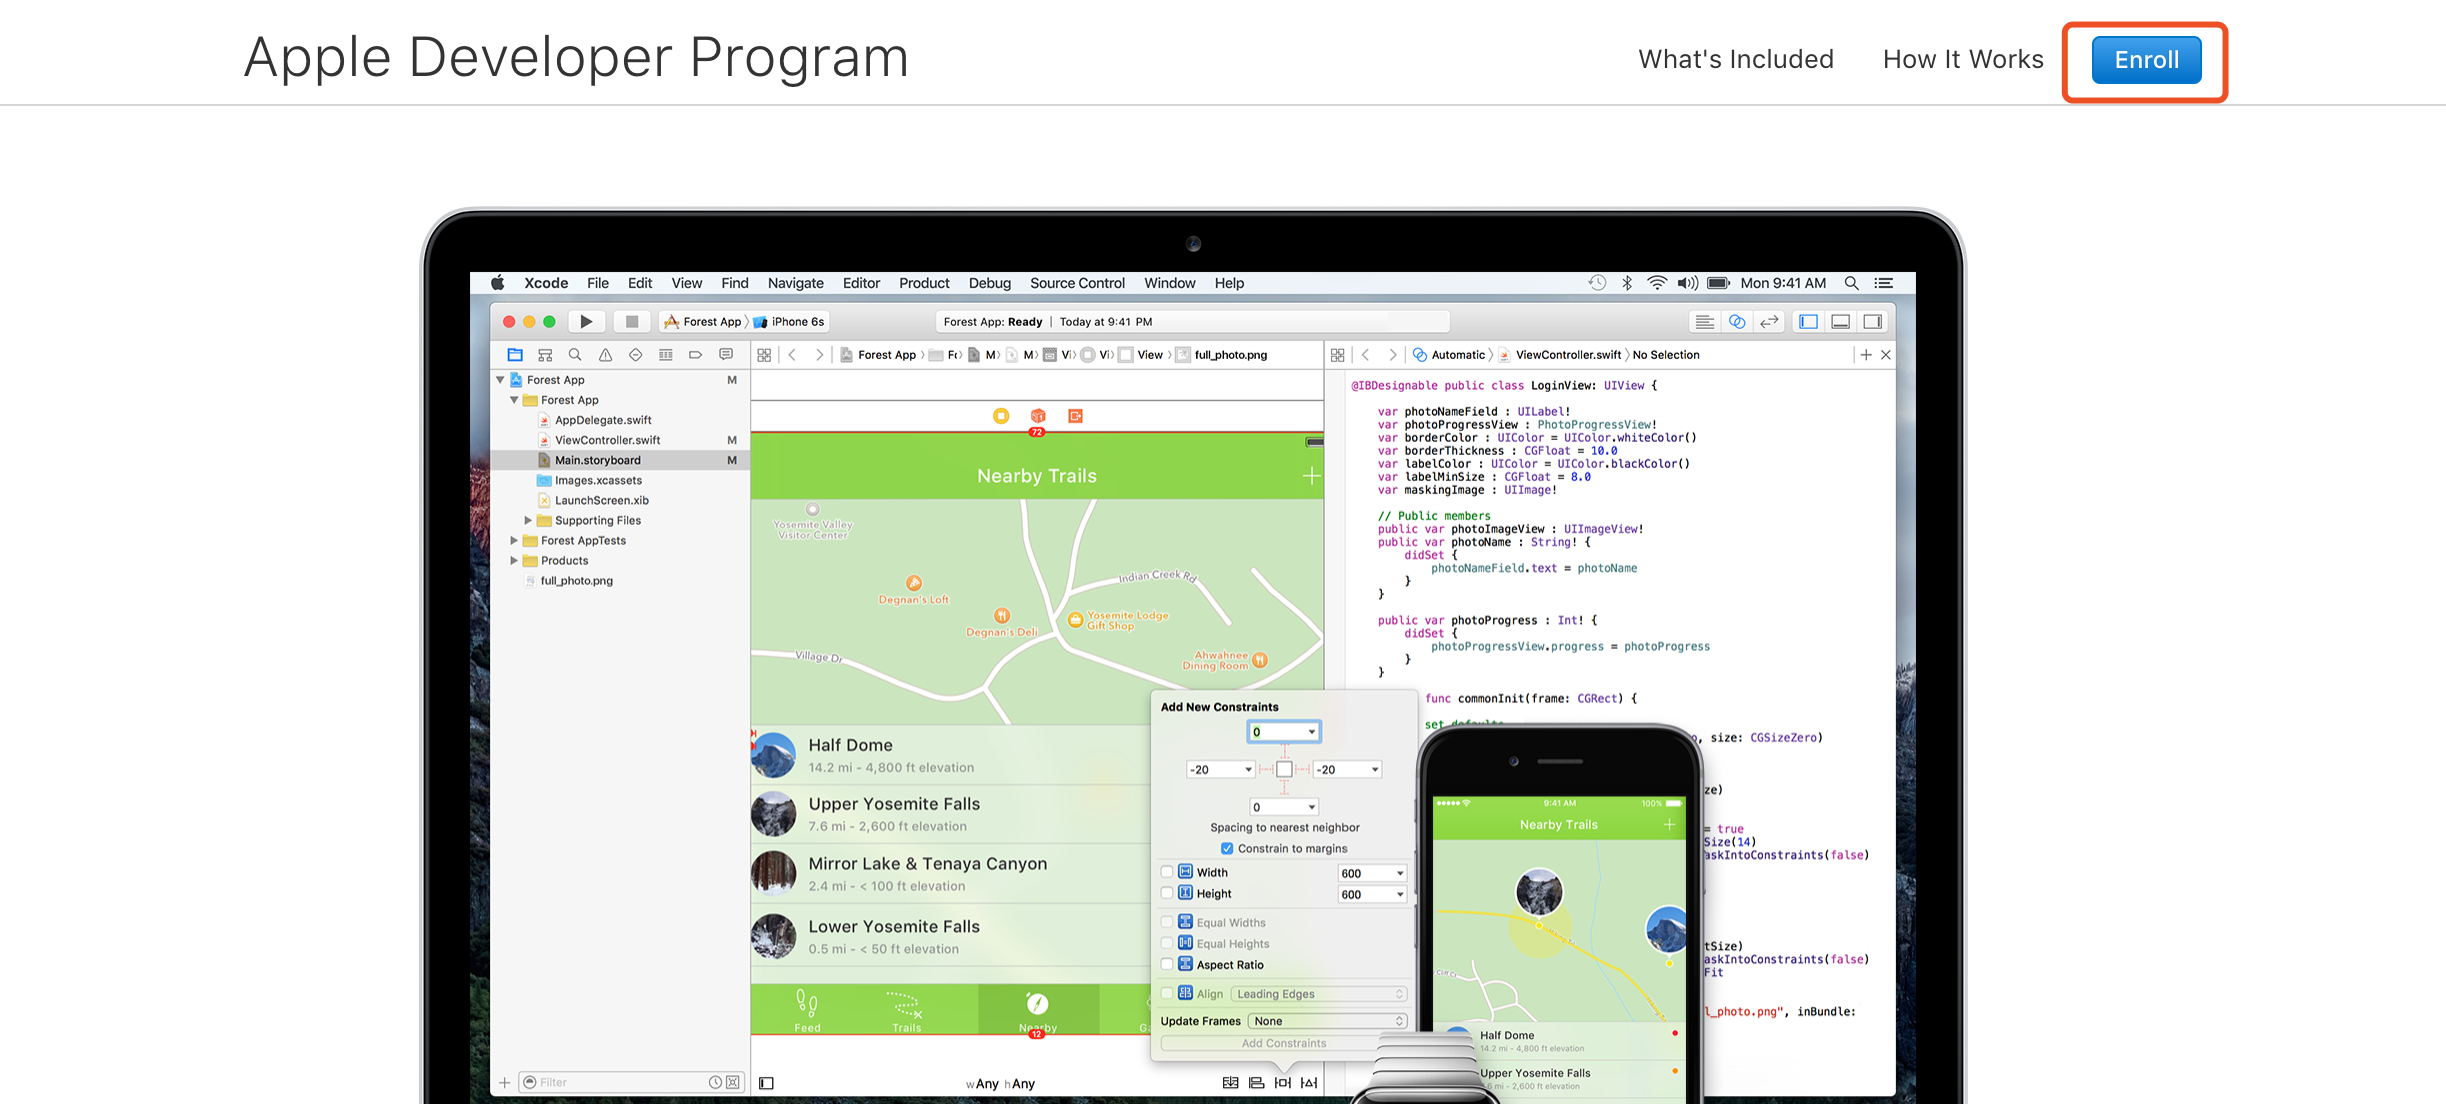 Apple Developer Program
What's Included
How It Works
Enroll
Xcode File Edit View Find Navigate Editor Product Debug Source Control Window Help
Mon 9:41 AM
Forest App iPhone 6s
Forest App: Ready | Today at 9:41 PM
Forest App M M Vi Vi View full_photo.png
Automatic ViewController.swift No Selection
Forest App M
Forest App
AppDelegate.swift
ViewController.swift M
Main.storyboard M
Images.xcassets
LaunchScreen.xib
Supporting Files
Forest AppTests
Products
full_photo.png
Filter
72
Nearby Trails
Yosemite Valley
Visitor Center
Degnan's Loft
Degnan's Deli
Indian Creek Rd
Yosemite Lodge
Gift Shop
Ahwahnee
Dining Room
Village Dr
Half Dome
14.2 mi - 4,800 ft elevation
Upper Yosemite Falls
7.6 mi - 2,600 ft elevation
Mirror Lake & Tenaya Canyon
2.4 mi - < 100 ft elevation
Lower Yosemite Falls
0.5 mi - < 50 ft elevation
Feed
Trails
Nearby
12
wAny hAny
Add New Constraints
0
-20
-20
0
Spacing to nearest neighbor
Constrain to margins
Width 600
Height 600
Equal Widths
Equal Heights
Aspect Ratio
Align Leading Edges
Update Frames None
Add Constraints
@IBDesignable public class LoginView: UIView {
var photoNameField : UILabel!
var photoProgressView : PhotoProgressView!
var borderColor : UIColor = UIColor.whiteColor()
var borderThickness : CGFloat = 10.0
var labelColor : UIColor = UIColor.blackColor()
var labelMinSize : CGFloat = 8.0
var maskingImage : UIImage!
// Public members
public var photoImageView : UIImageView!
public var photoName : String! {
didSet {
photoNameField.text = photoName
}
}
public var photoProgress : Int! {
didSet {
photoProgressView.progress = photoProgress
}
}
func commonInit(frame: CGRect) {
set defaults
, size: CGSizeZero)
ze)
= true
Size(14)
askIntoConstraints(false)
tSize)
askIntoConstraints(false)
Fit
l_photo.png", inBundle:
9:41 AM
100%
Nearby Trails
Half Dome
14.2 mi - 4,800 ft elevation
Upper Yosemite Falls
.6 mi - 2,600 ft elevation